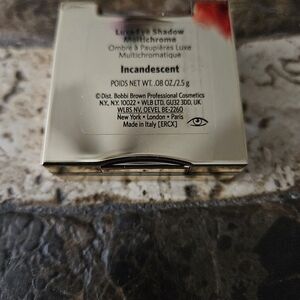 Luxe Eye Shadow
Multichrome
Ombre à Paupières Luxe
Multichromatique
Incandescent
POIDS NET WT. .08 OZ./2.5 g
©Dist. Bobbi Brown Professional Cosmetics
N.Y., N.Y. 10022 • WLB LTD, GU32 3DD, UK
WLBS NV, OEVEL BE-2260
New York • London • Paris
Made in Italy [ERCX]